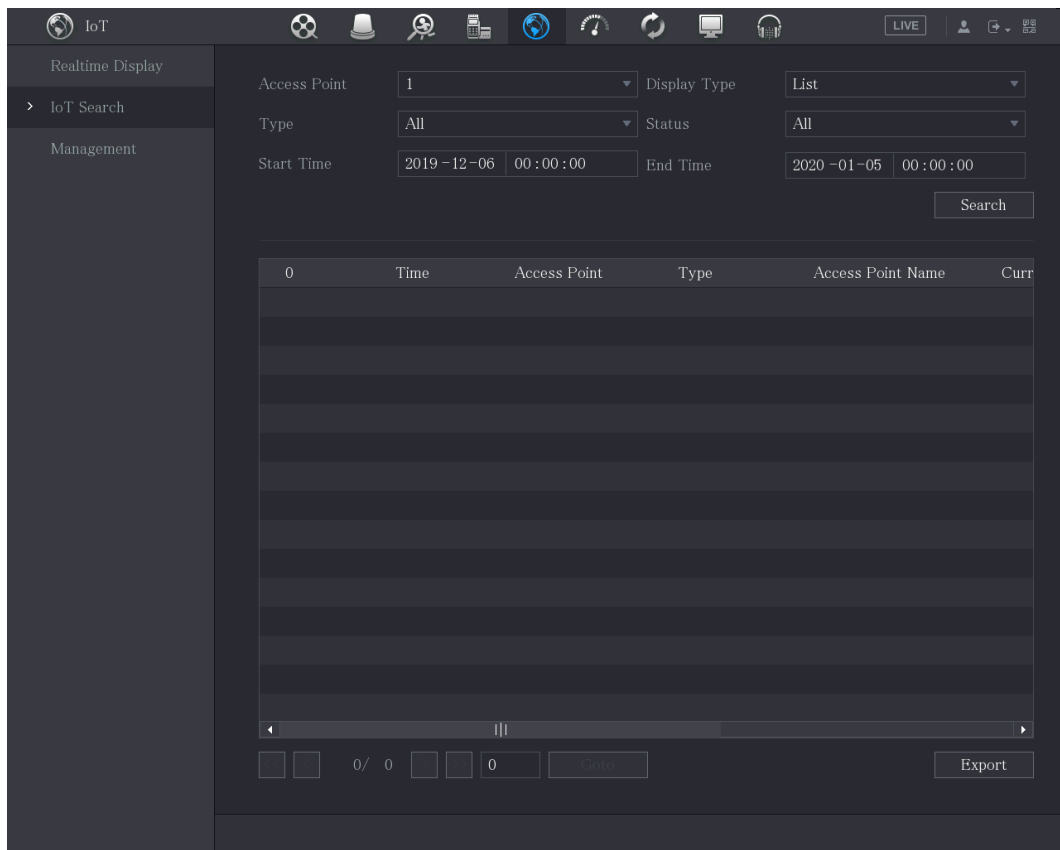 IoT LIVE
Realtime Display
IoT Search
Management
Access Point 1 Display Type List
Type All Status All
Start Time 2019 -12-06 00:00:00 End Time 2020 -01-05 00:00:00
Search
0 Time Access Point Type Access Point Name Curr
<< < 0/ 0 > >> 0 Goto Export